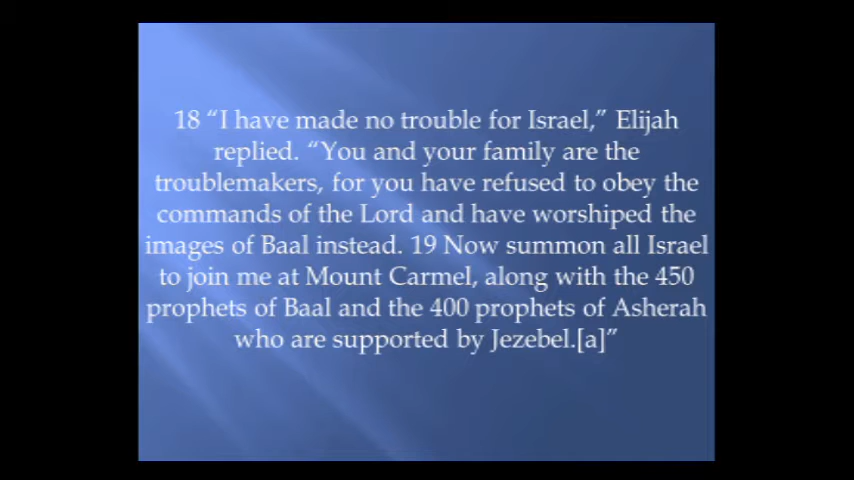 18 “I have made no trouble for Israel,” Elijah
replied. “You and your family are the
troublemakers, for you have refused to obey the
commands of the Lord and have worshiped the
images of Baal instead. 19 Now summon all Israel
to join me at Mount Carmel, along with the 450
prophets of Baal and the 400 prophets of Asherah
who are supported by Jezebel.[a]”